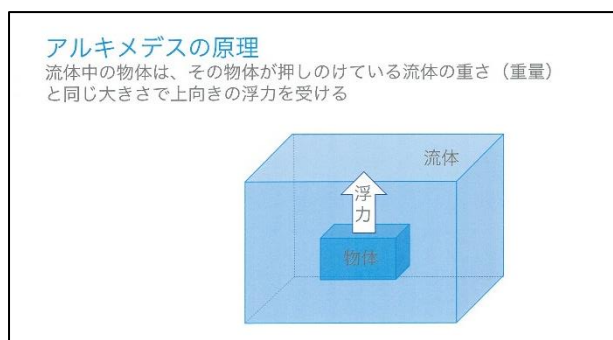 アルキメデスの原理
流体中の物体は、その物体が押しのけている流体の重さ（重量）
と同じ大きさで上向きの浮力を受ける
流体
浮力
物体